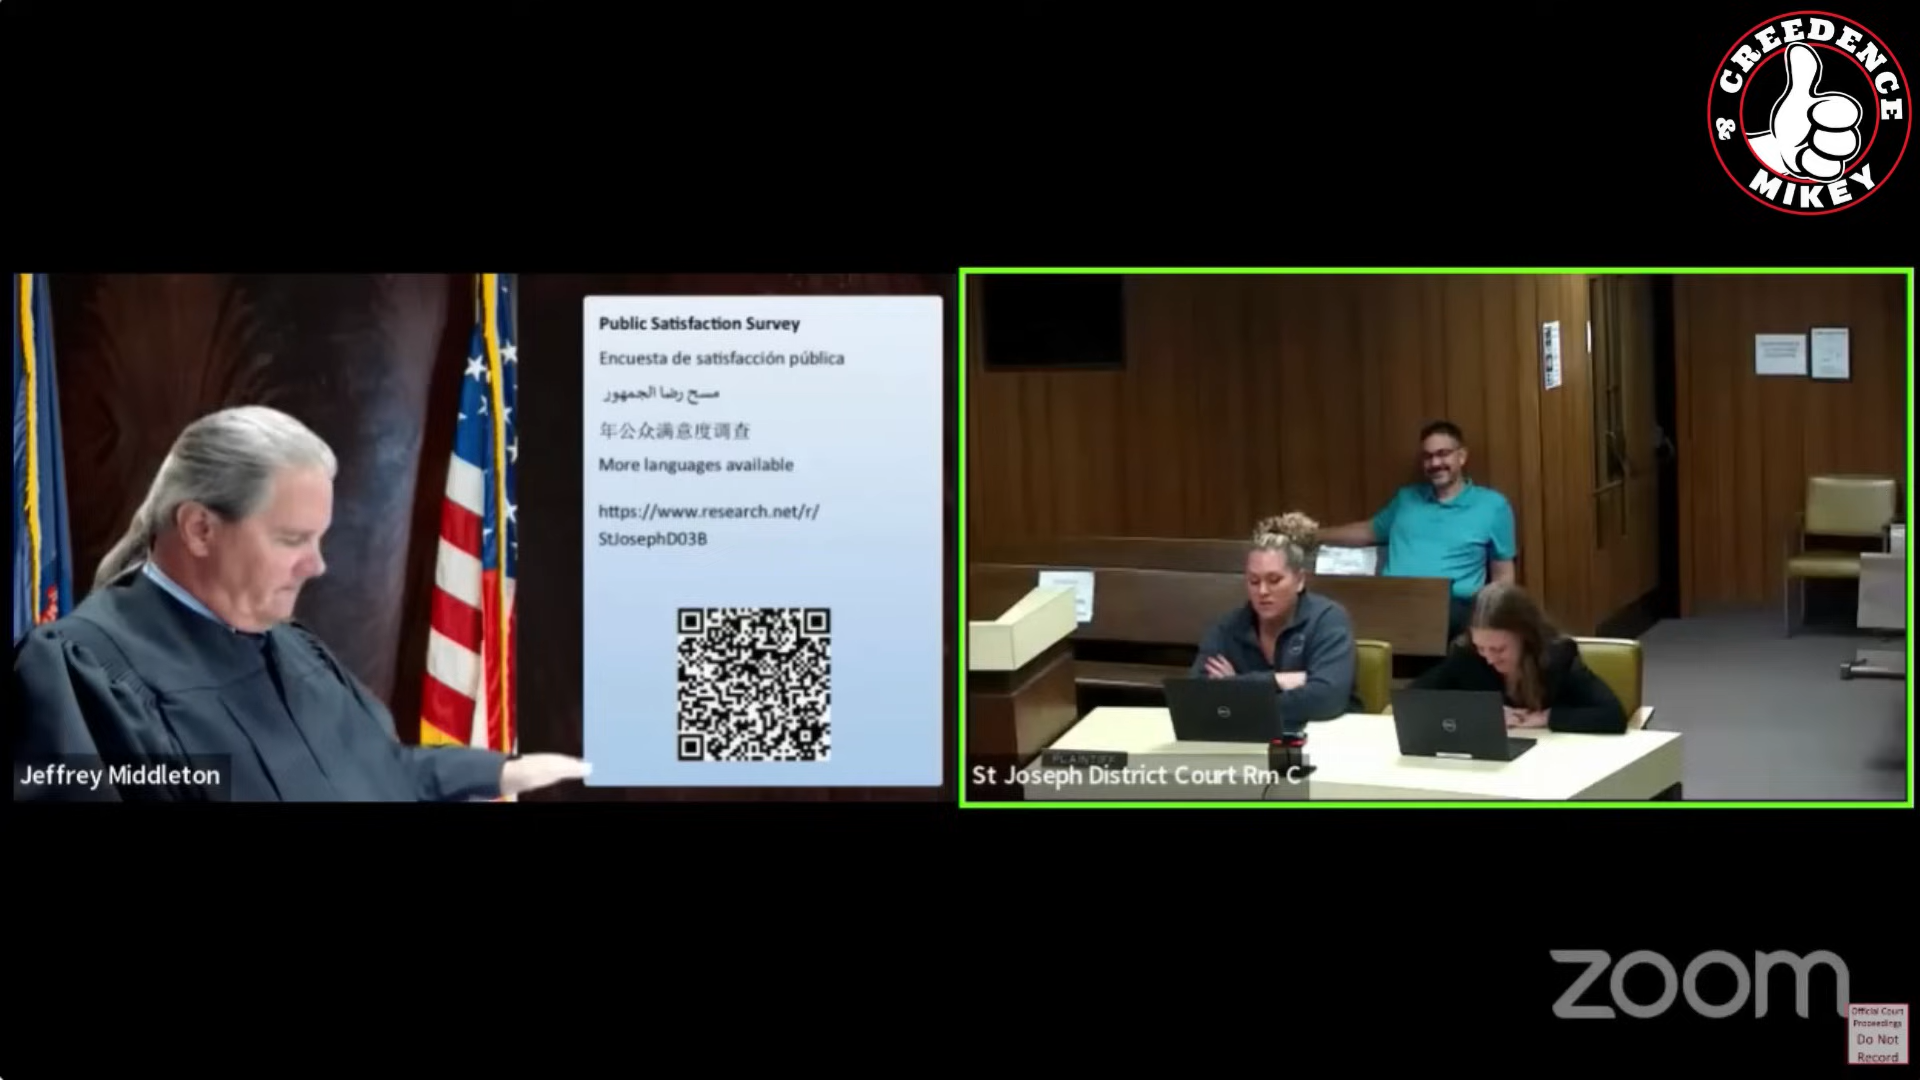 CREEDENCE
& MIKEY
Public Satisfaction Survey
Encuesta de satisfacción pública
مسح رضا الجمهور
年公众满意度调查
More languages available
https://www.research.net/r/
StJosephD03B
Jeffrey Middleton
PLAINTIFF
St Joseph District Court Rm C
zoom
Official Court
Proceedings
Do Not
Record